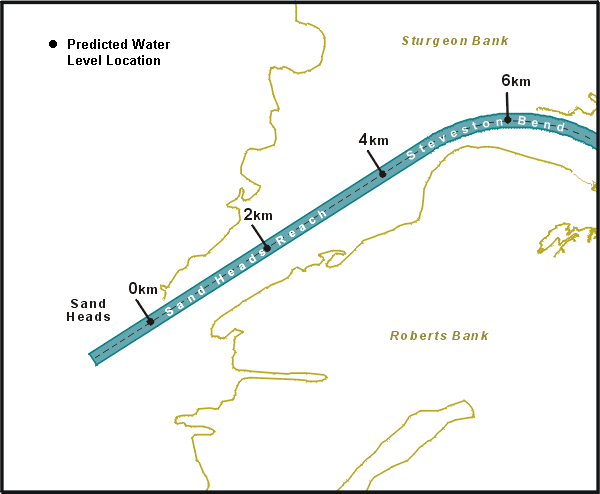 Predicted Water
Level Location
Sturgeon Bank
6km
Steveston Bend
4km
2km
Sand Heads Reach
0km
Sand
Heads
Roberts Bank